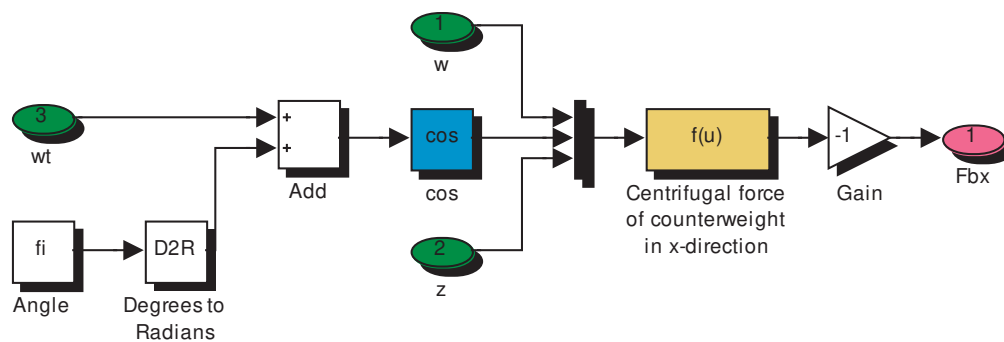 1
w
3
wt
+
+
Add
cos
cos
f(u)
Centrifugal force
of counterweight
in x-direction
-1
Gain
1
Fbx
fi
Angle
D2R
Degrees to
Radians
2
z